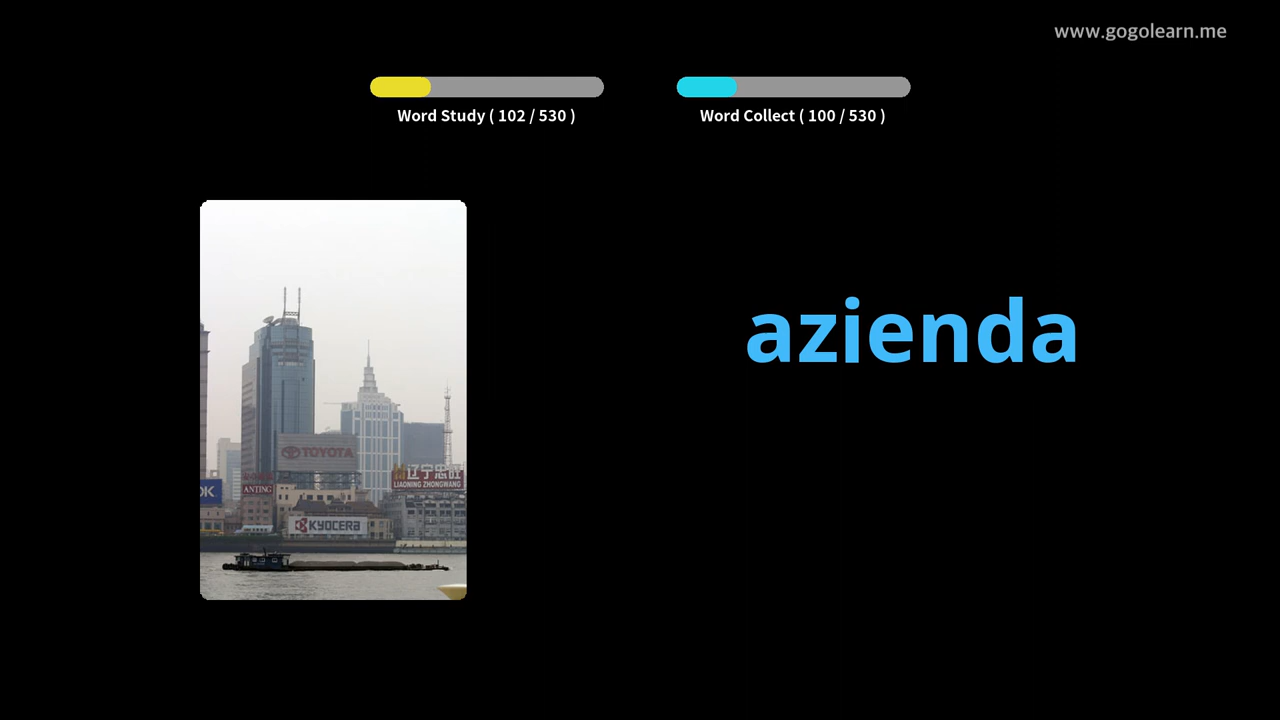 www.gogolearn.me
Word Study ( 102 / 530 )
Word Collect ( 100 / 530 )
azienda
TOYOTA
辽宁忠旺
LIAONING ZHONGWANG
ANTING
KYOCERA